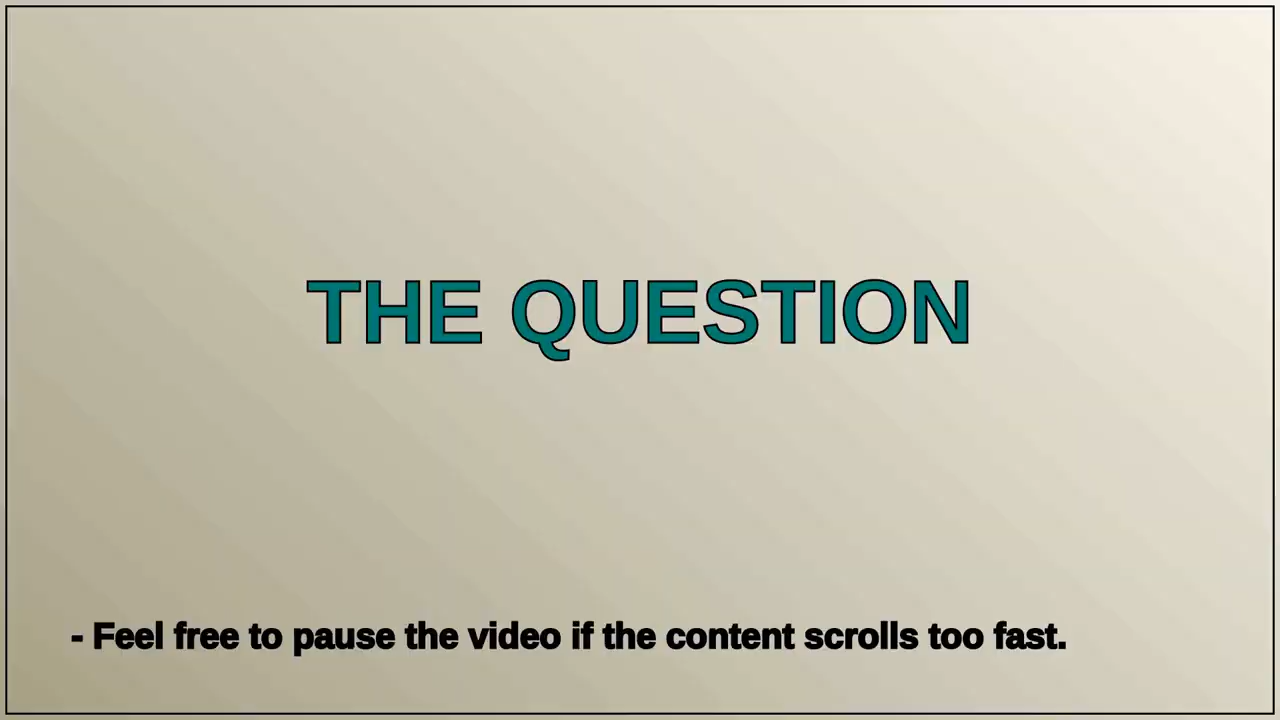 THE QUESTION
- Feel free to pause the video if the content scrolls too fast.